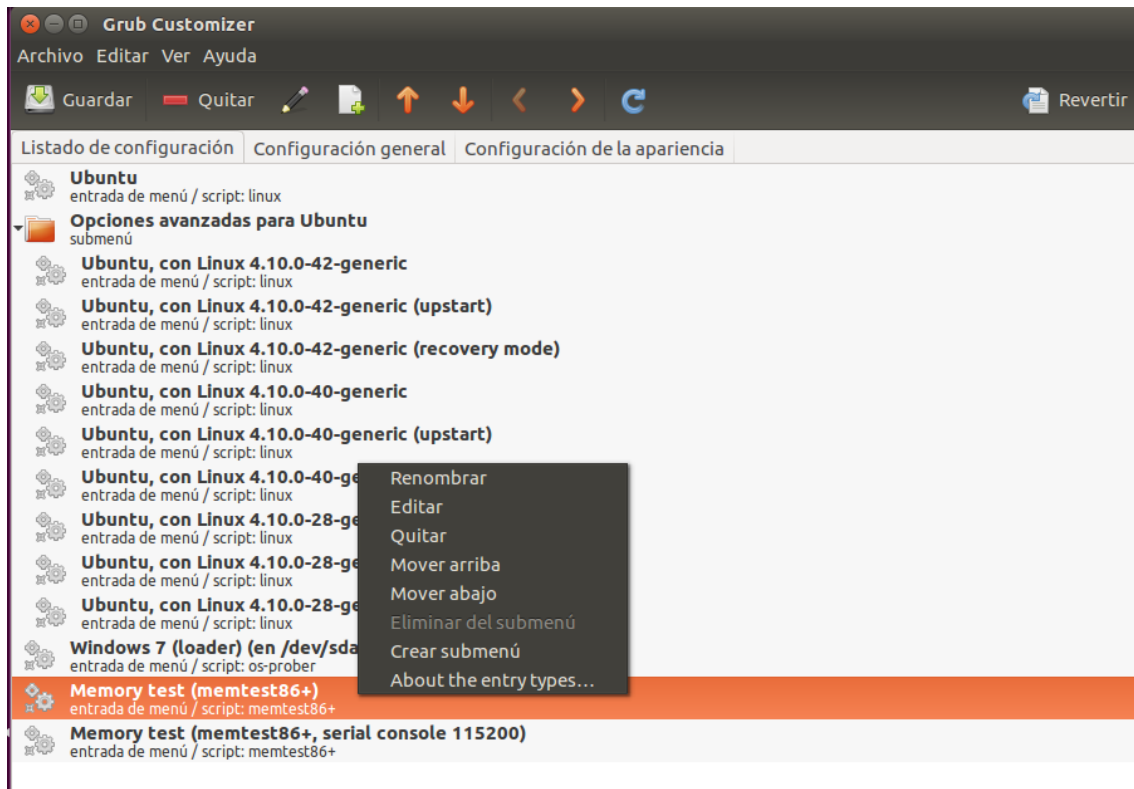 Grub Customizer
Archivo Editar Ver Ayuda
Guardar Quitar Revertir
Listado de configuración Configuración general Configuración de la apariencia
Ubuntu
entrada de menú / script: linux
Opciones avanzadas para Ubuntu
submenú
Ubuntu, con Linux 4.10.0-42-generic
entrada de menú / script: linux
Ubuntu, con Linux 4.10.0-42-generic (upstart)
entrada de menú / script: linux
Ubuntu, con Linux 4.10.0-42-generic (recovery mode)
entrada de menú / script: linux
Ubuntu, con Linux 4.10.0-40-generic
entrada de menú / script: linux
Ubuntu, con Linux 4.10.0-40-generic (upstart)
entrada de menú / script: linux
Ubuntu, con Linux 4.10.0-40-ge
entrada de menú / script: linux
Ubuntu, con Linux 4.10.0-28-ge
entrada de menú / script: linux
Ubuntu, con Linux 4.10.0-28-ge
entrada de menú / script: linux
Ubuntu, con Linux 4.10.0-28-ge
entrada de menú / script: linux
Windows 7 (loader) (en /dev/sda
entrada de menú / script: os-prober
Memory test (memtest86+)
entrada de menú / script: memtest86+
Memory test (memtest86+, serial console 115200)
entrada de menú / script: memtest86+
Renombrar
Editar
Quitar
Mover arriba
Mover abajo
Eliminar del submenú
Crear submenú
About the entry types...